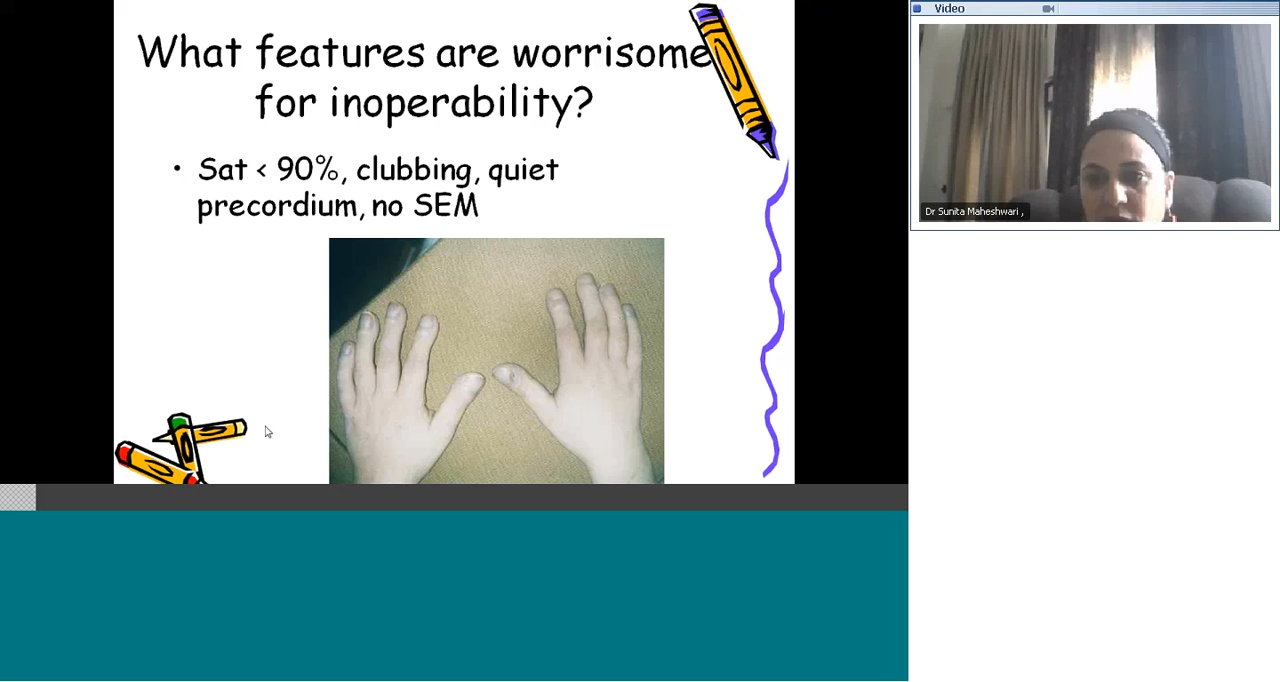 What features are worrisome
for inoperability?
• Sat < 90%, clubbing, quiet
precordium, no SEM
Video
Dr Sunita Maheshwari ,